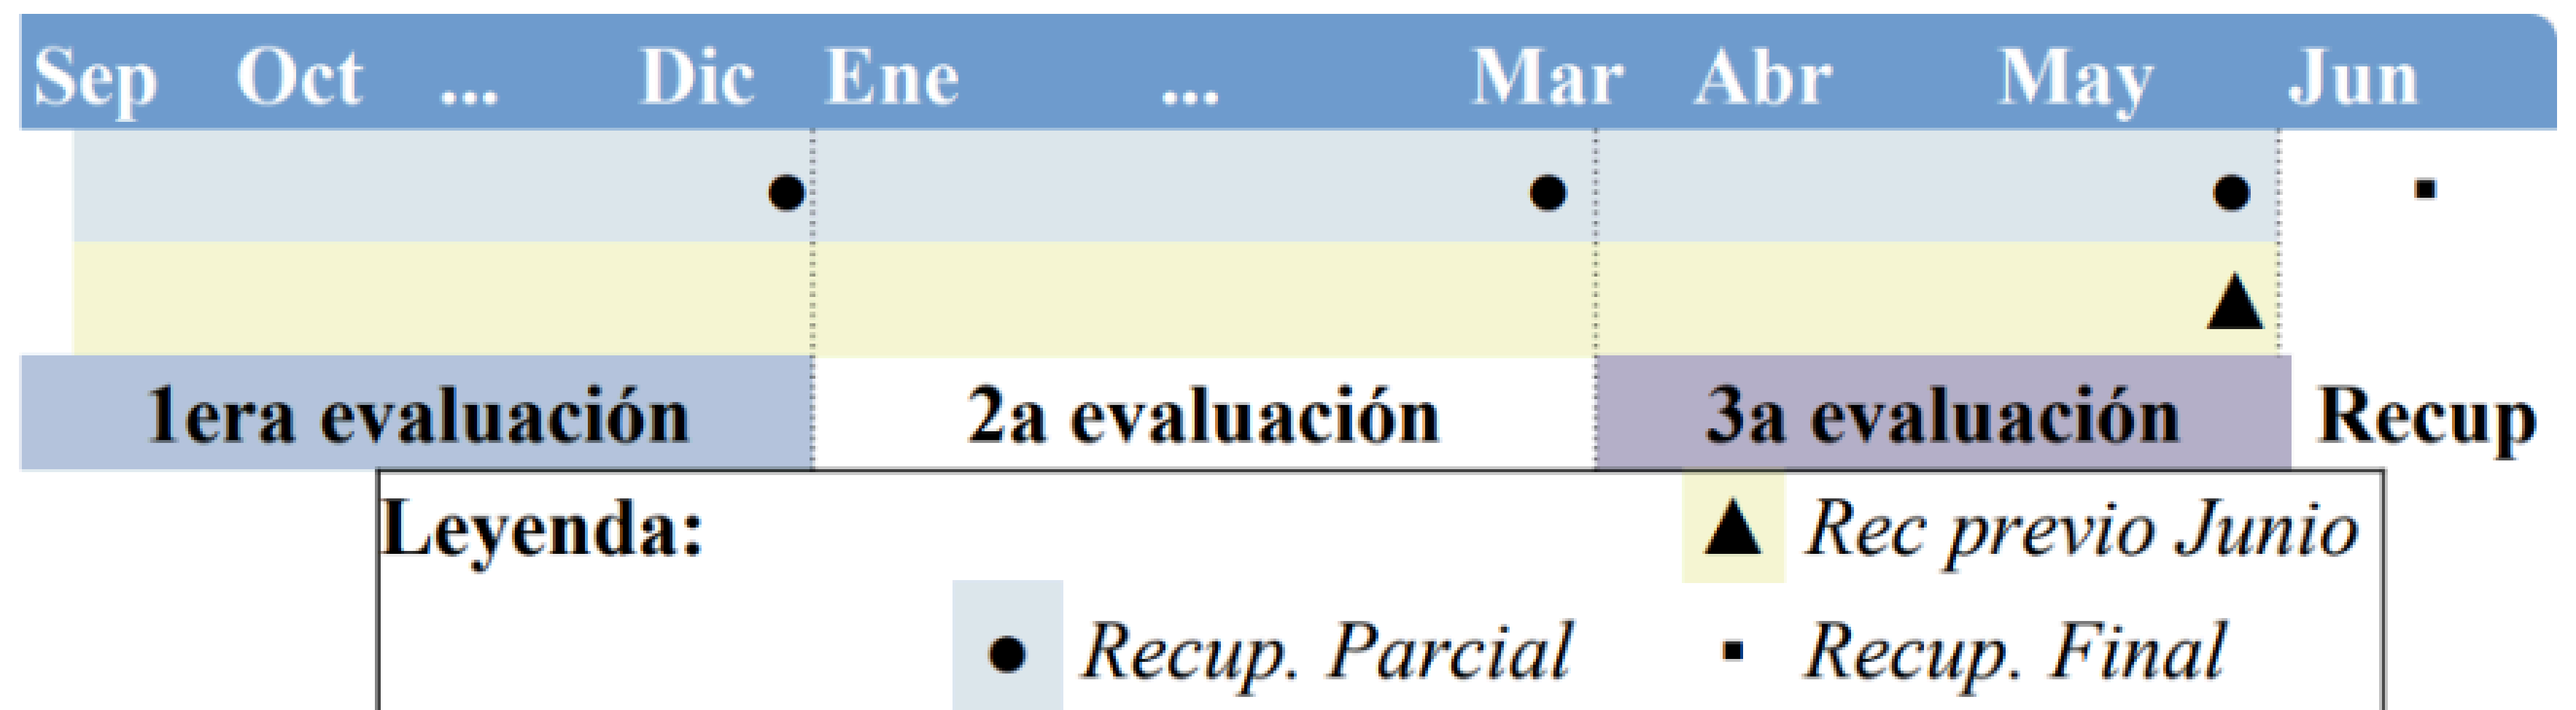 Sep Oct ... Dic Ene ... Mar Abr May Jun
1era evaluación 2a evaluación 3a evaluación Recup
Leyenda: Rec previo Junio
Recup. Parcial Recup. Final